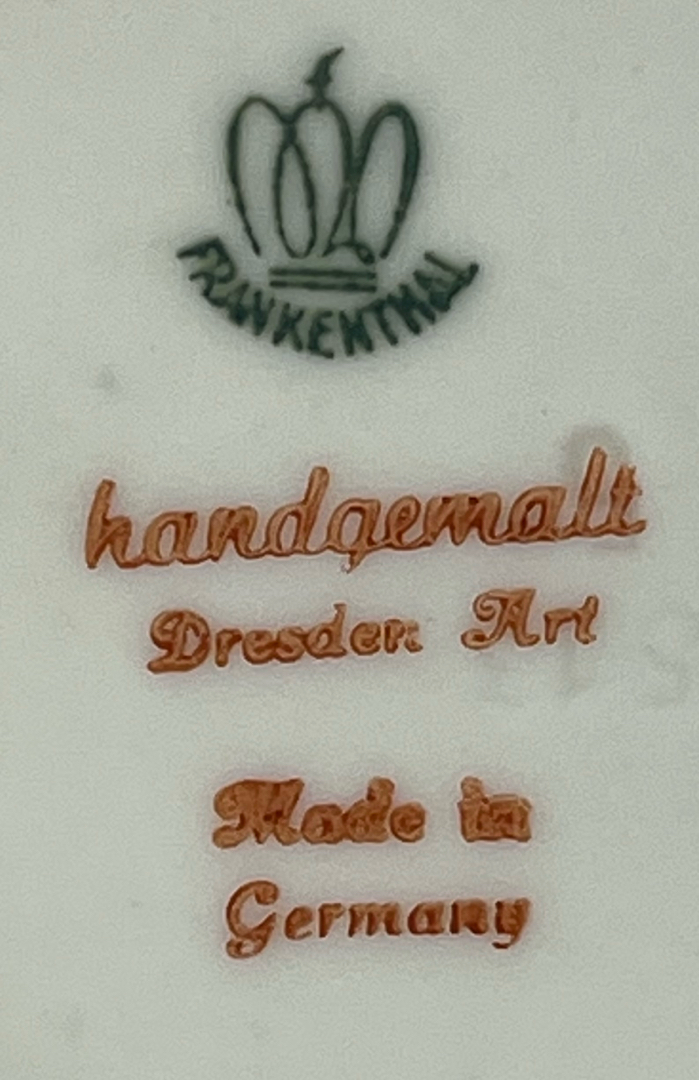 FRANKENTHAL
handgemalt
Dresden Art
Made in
Germany